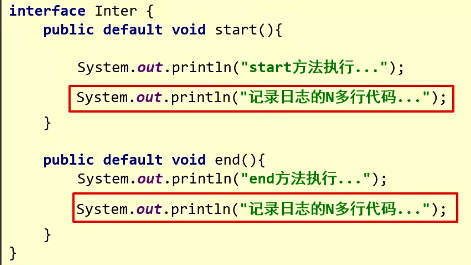 interface Inter {
    public default void start(){
        System.out.println("start方法执行...");
        System.out.println("记录日志的N多行代码...");
    }
    public default void end(){
        System.out.println("end方法执行...");
        System.out.println("记录日志的N多行代码...");
    }
}